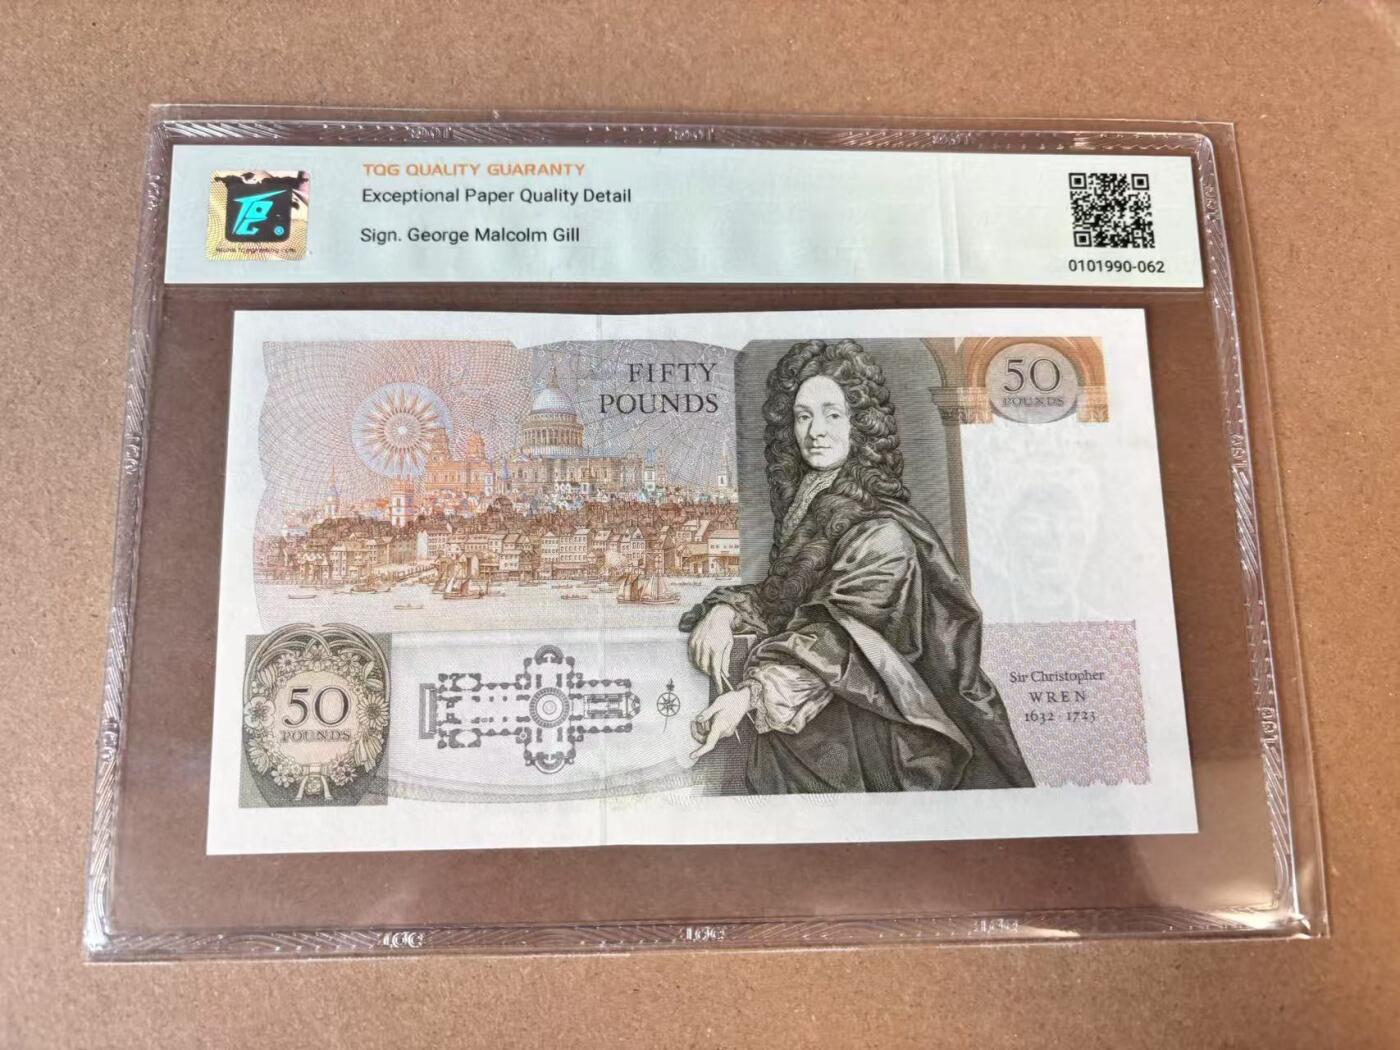 TQG QUALITY GUARANTY
Exceptional Paper Quality Detail
Sign. George Malcolm Gill
0101990-062
FIFTY
POUNDS
50
POUNDS
50
POUNDS
Sir Christopher
WREN
1632 · 1723